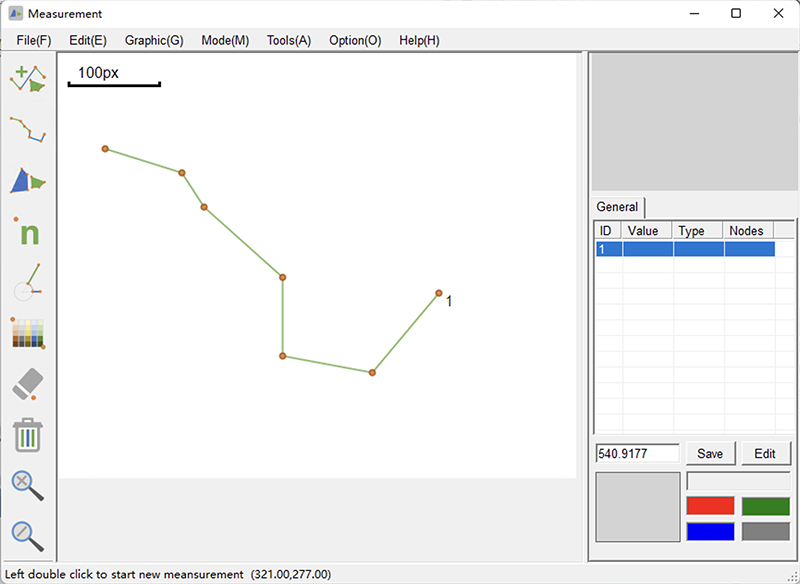 Measurement
File(F) Edit(E) Graphic(G) Mode(M) Tools(A) Option(O) Help(H)
100px
n
1
General
ID Value Type Nodes
1
540.9177 Save Edit
Left double click to start new meansurement (321.00,277.00)